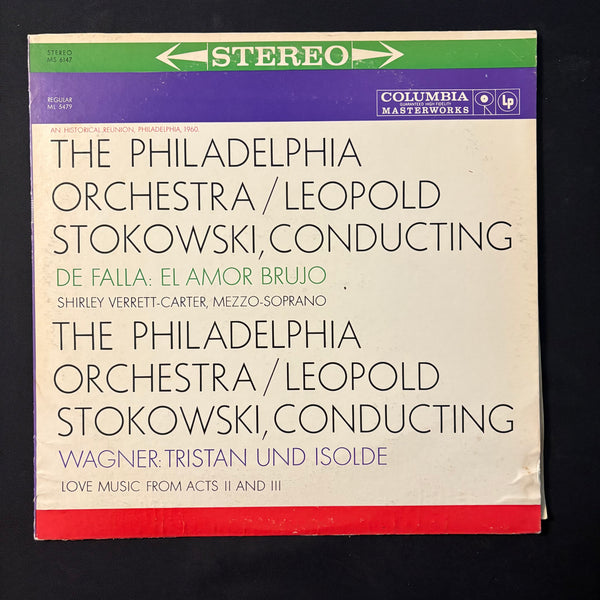 STEREO
MS 6147
STEREO
REGULAR
ML 5479
COLUMBIA
GUARANTEED HIGH FIDELITY
MASTERWORKS
LP
AN HISTORICAL REUNION, PHILADELPHIA, 1960.
THE PHILADELPHIA
ORCHESTRA/LEOPOLD
STOKOWSKI, CONDUCTING
DE FALLA: EL AMOR BRUJO
SHIRLEY VERRETT-CARTER, MEZZO-SOPRANO
THE PHILADELPHIA
ORCHESTRA/LEOPOLD
STOKOWSKI, CONDUCTING
WAGNER: TRISTAN UND ISOLDE
LOVE MUSIC FROM ACTS II AND III